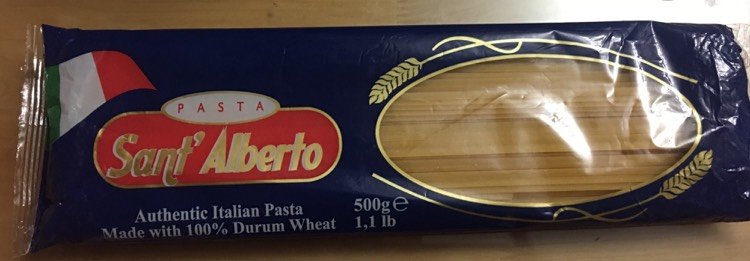 PASTA
Sant' Alberto
Authentic Italian Pasta
Made with 100% Durum Wheat
500g e
1,1 lb